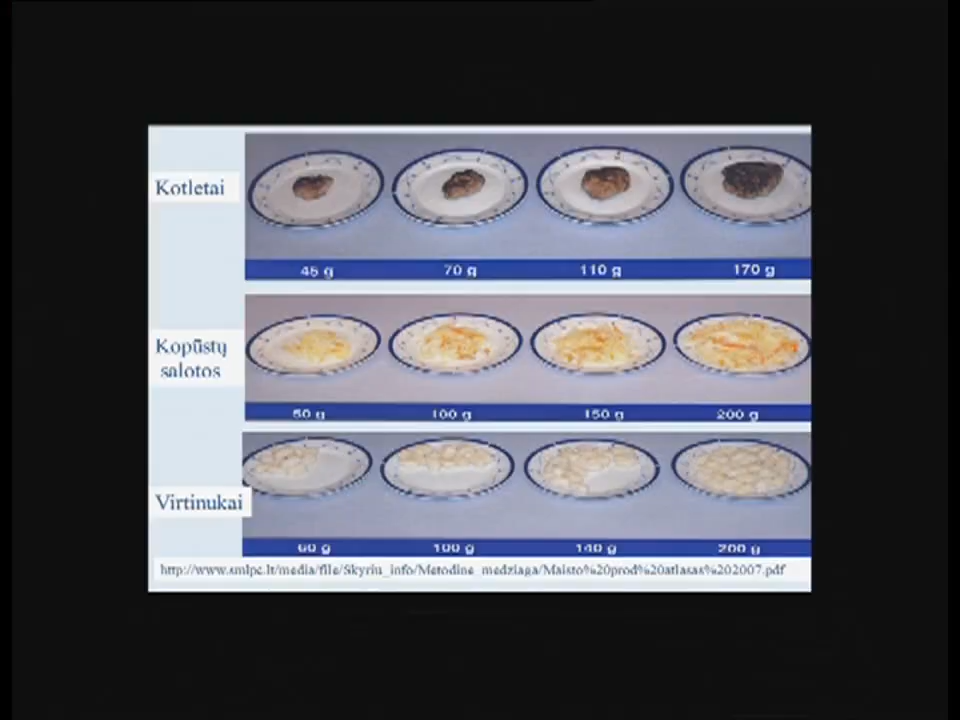 Kotletai
45 g 70 g 110 g 170 g
Kopūstų
salotos
50 g 100 g 150 g 200 g
Virtinukai
60 g 100 g 140 g 200 g
http://www.smlpc.lt/media/file/Skyriu_info/Metodine_medziaga/Maisto%20prod%20atlasas%202007.pdf